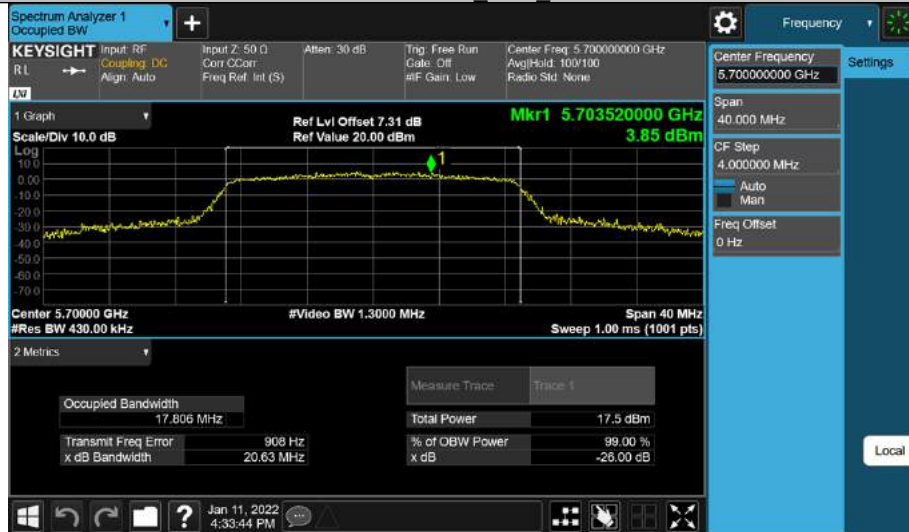 Spectrum Analyzer 1
Occupied BW
+
Frequency
KEYSIGHT
RL
LXI
Input: RF
Coupling: DC
Align: Auto
Input Z: 50 Ω
Corr CCorr
Freq Ref: Int (S)
Atten: 30 dB
Trig: Free Run
Gate: Off
#IF Gain: Low
Center Freq: 5.700000000 GHz
Avg|Hold: 100/100
Radio Std: None
Center Frequency
5.700000000 GHz
Settings
Span
40.000 MHz
CF Step
4.000000 MHz
Auto
Man
Freq Offset
0 Hz
Local
1 Graph
Scale/Div 10.0 dB
Ref Lvl Offset 7.31 dB
Ref Value 20.00 dBm
Mkr1 5.703520000 GHz
3.85 dBm
Log
10.0
0.00
-10.0
-20.0
-30.0
-40.0
-50.0
-60.0
-70.0
1
Center 5.70000 GHz
#Res BW 430.00 kHz
#Video BW 1.3000 MHz
Span 40 MHz
Sweep 1.00 ms (1001 pts)
2 Metrics
Measure Trace
Trace 1
Occupied Bandwidth
17.806 MHz
Total Power
17.5 dBm
Transmit Freq Error
908 Hz
% of OBW Power
99.00 %
x dB Bandwidth
20.63 MHz
x dB
-26.00 dB
?
Jan 11, 2022
4:33:44 PM